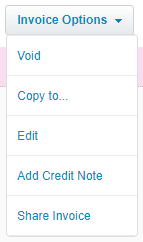 Invoice Options
Void
Copy to...
Edit
Add Credit Note
Share Invoice